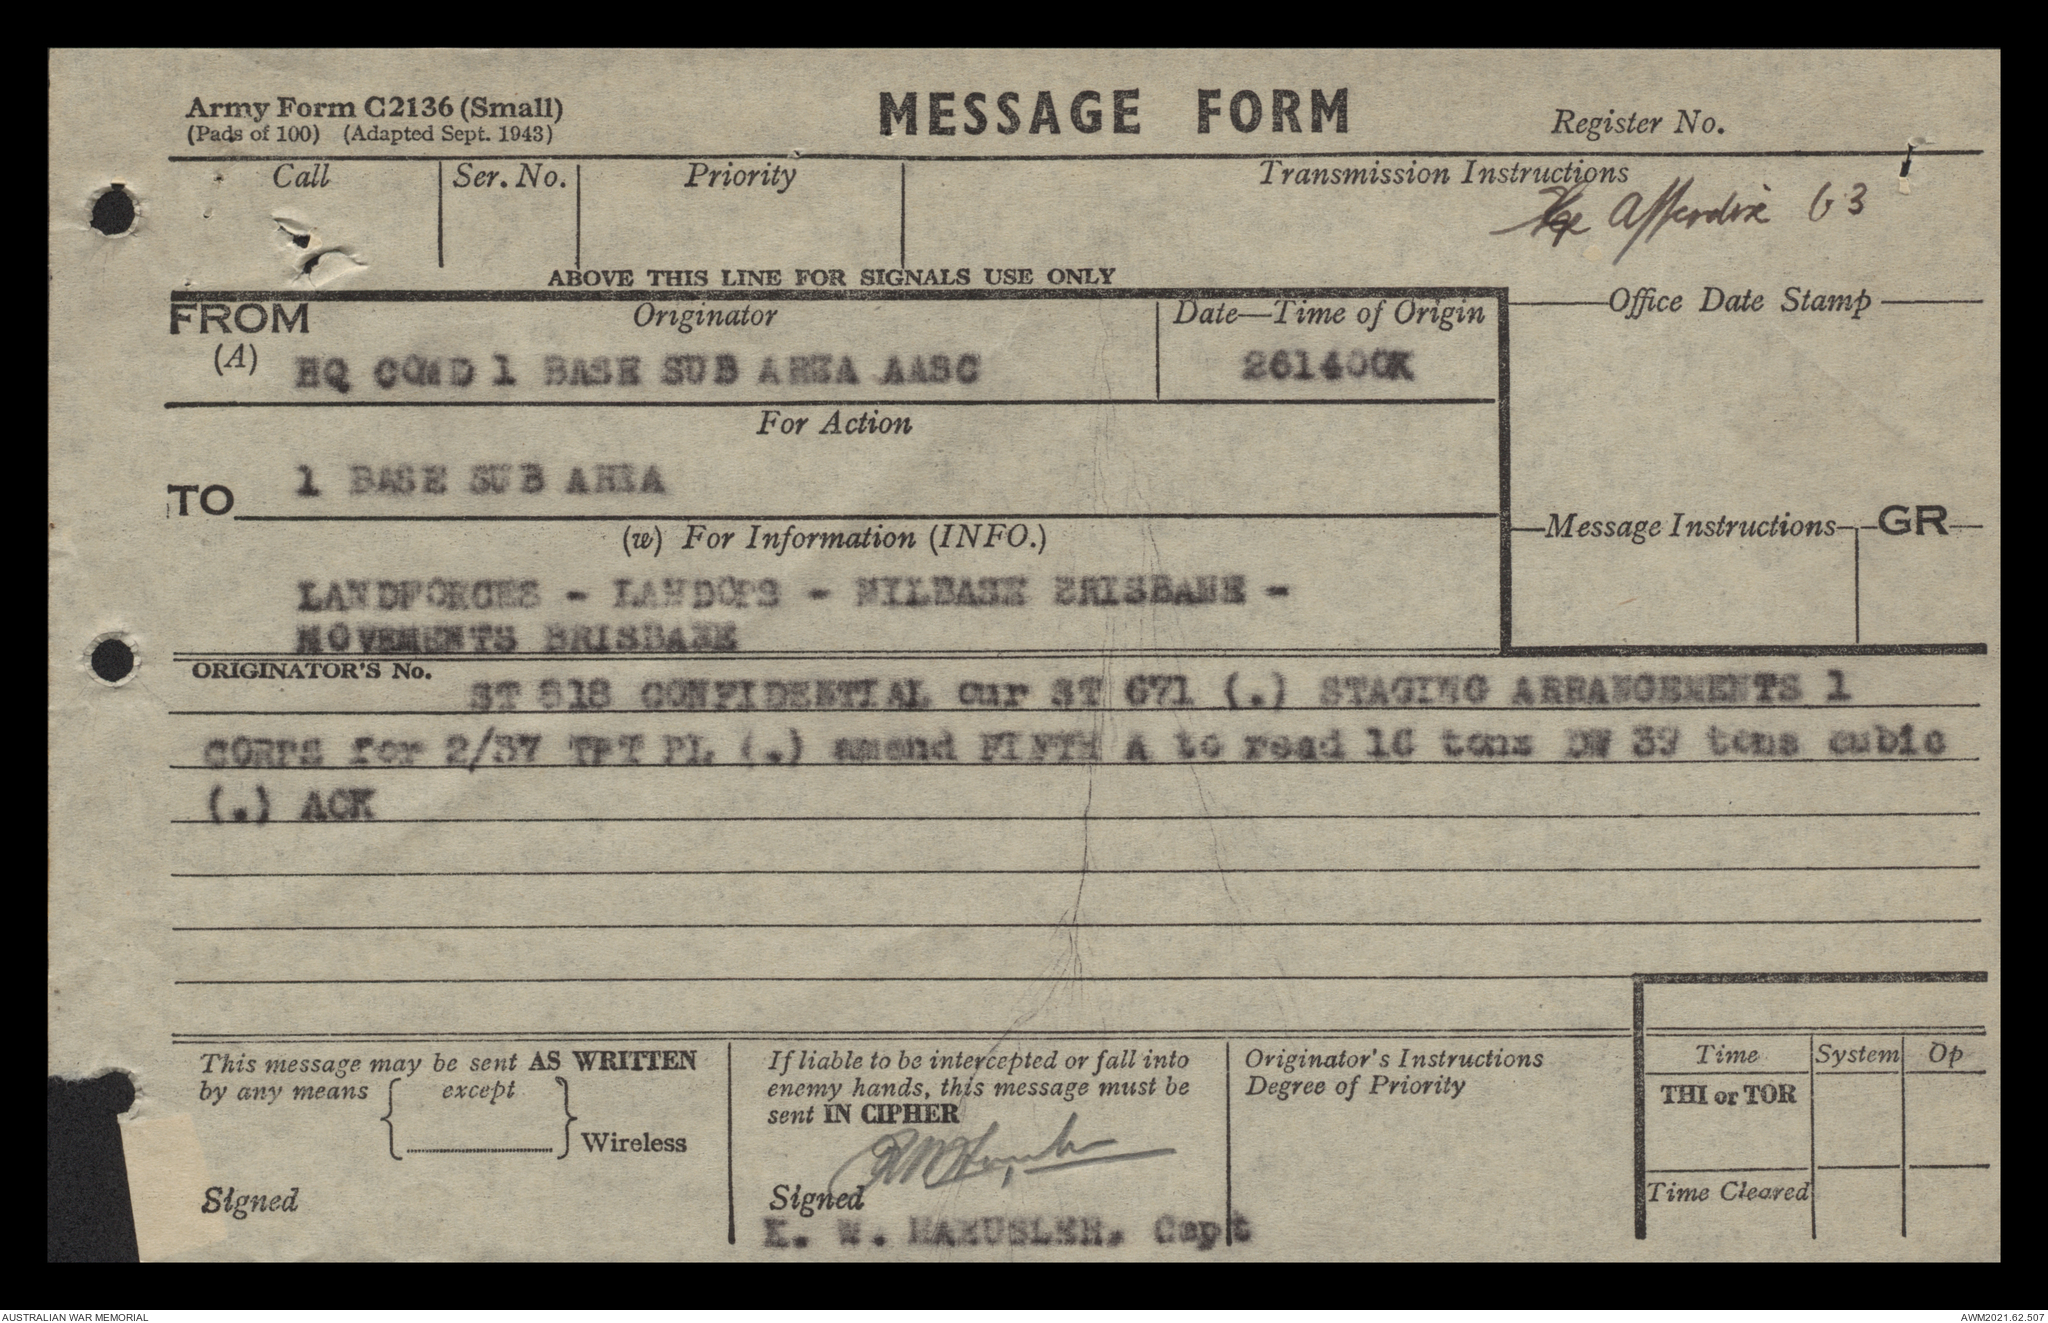 Army Form C2136 (Small)
(Pads of 100) (Adapted Sept. 1943)
MESSAGE FORM
Register No.
Call
Ser. No.
Priority
Transmission Instructions
Appendix G3
ABOVE THIS LINE FOR SIGNALS USE ONLY
FROM
(A)
Originator
HQ COMD 1 BASE SUB AREA AASC
Date—Time of Origin
261400K
Office Date Stamp
For Action
TO
1 BASE SUB AREA
(w) For Information (INFO.)
Message Instructions
GR
LANDFORCES - LANDOPS - MILBASE BRISBANE -
MOVEMENTS BRISBANE
ORIGINATOR'S No.
ST 818 CONFIDENTIAL our ST 671 (.) STAGING ARRANGEMENTS 1
CORPS for 2/37 TPT PL (.) amend FIFTH A to read 16 tons DW 39 tons cubic
(.) ACK
This message may be sent AS WRITTEN
by any means except
Wireless
Signed
If liable to be intercepted or fall into
enemy hands, this message must be
sent IN CIPHER
Signed
K. W. HAEUSLER, Capt
Originator's Instructions
Degree of Priority
Time
System
Op
THI or TOR
Time Cleared
AUSTRALIAN WAR MEMORIAL
AWM2021.62.507